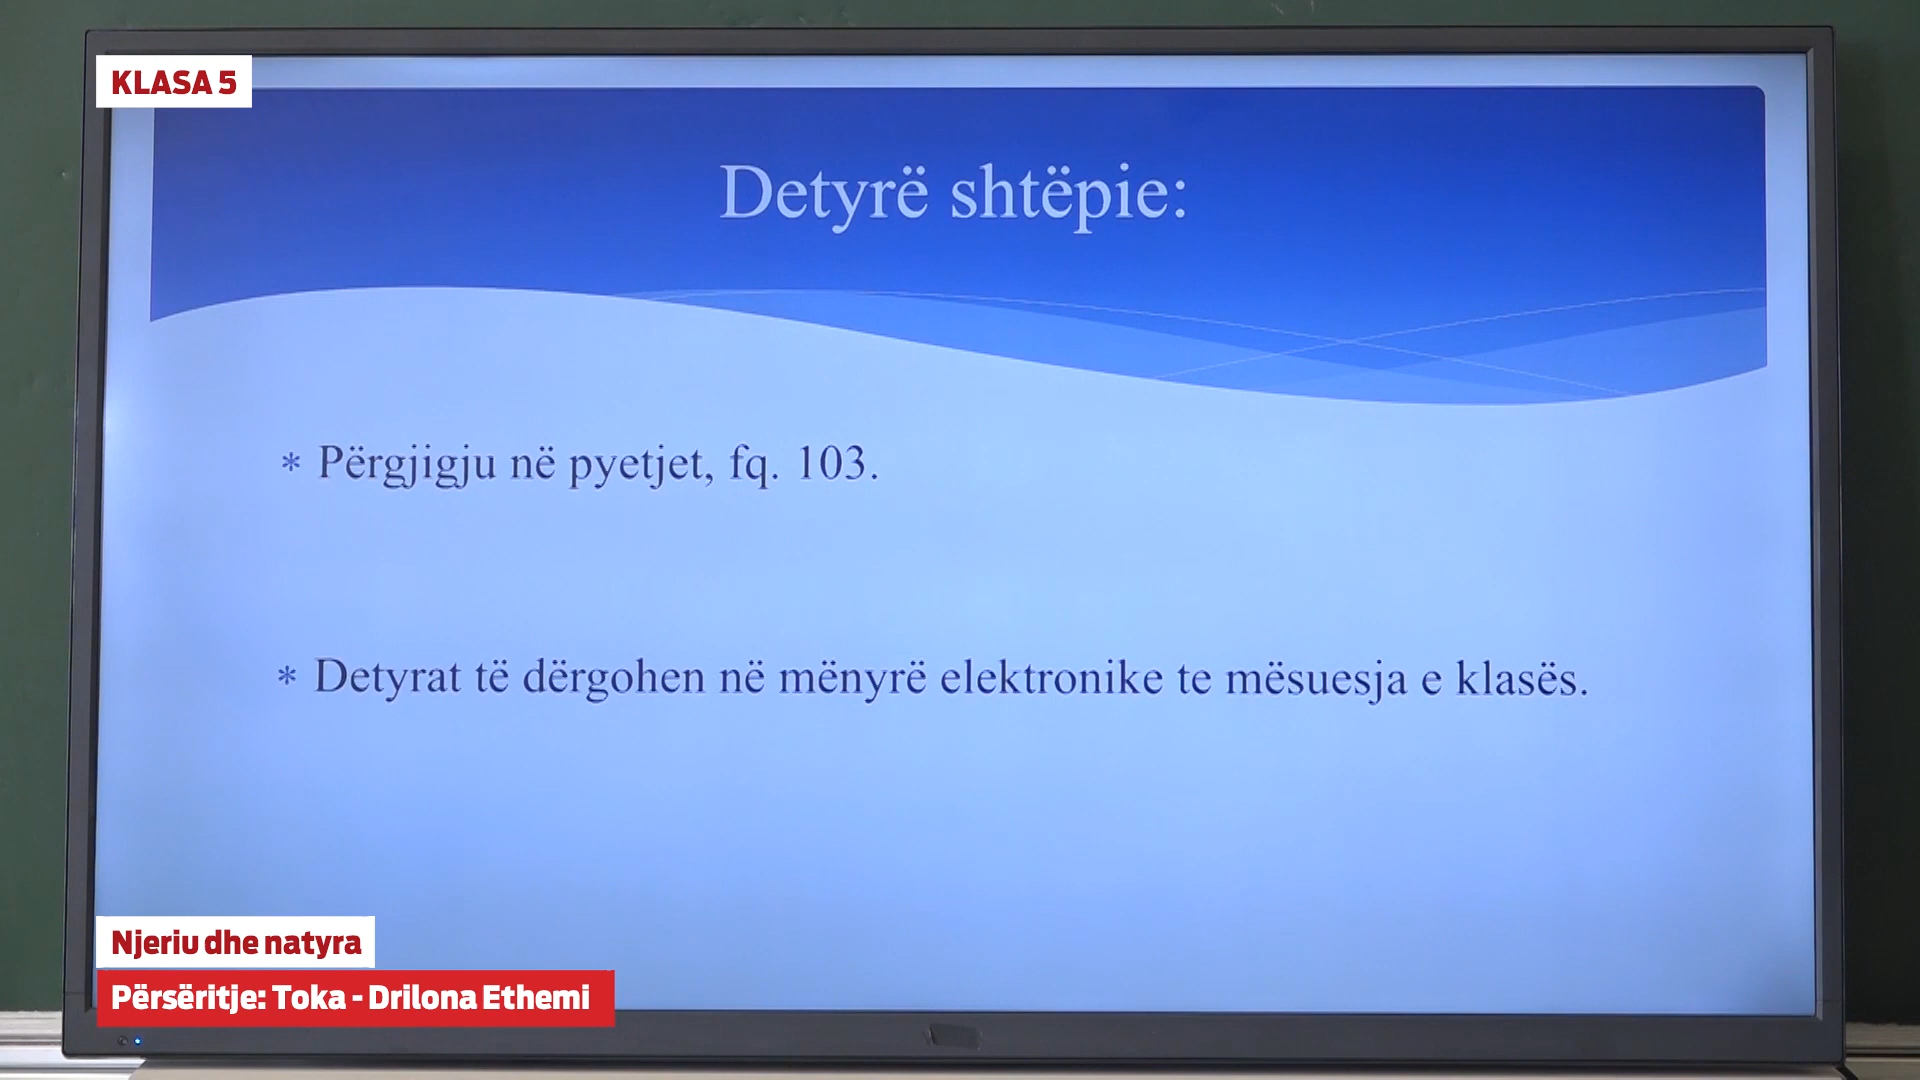 KLASA 5
Detyrë shtëpie:
* Përgjigju në pyetjet, fq. 103.
* Detyrat të dërgohen në mënyrë elektronike te mësuesja e klasës.
Njeriu dhe natyra
Përsëritje: Toka - Drilona Ethemi